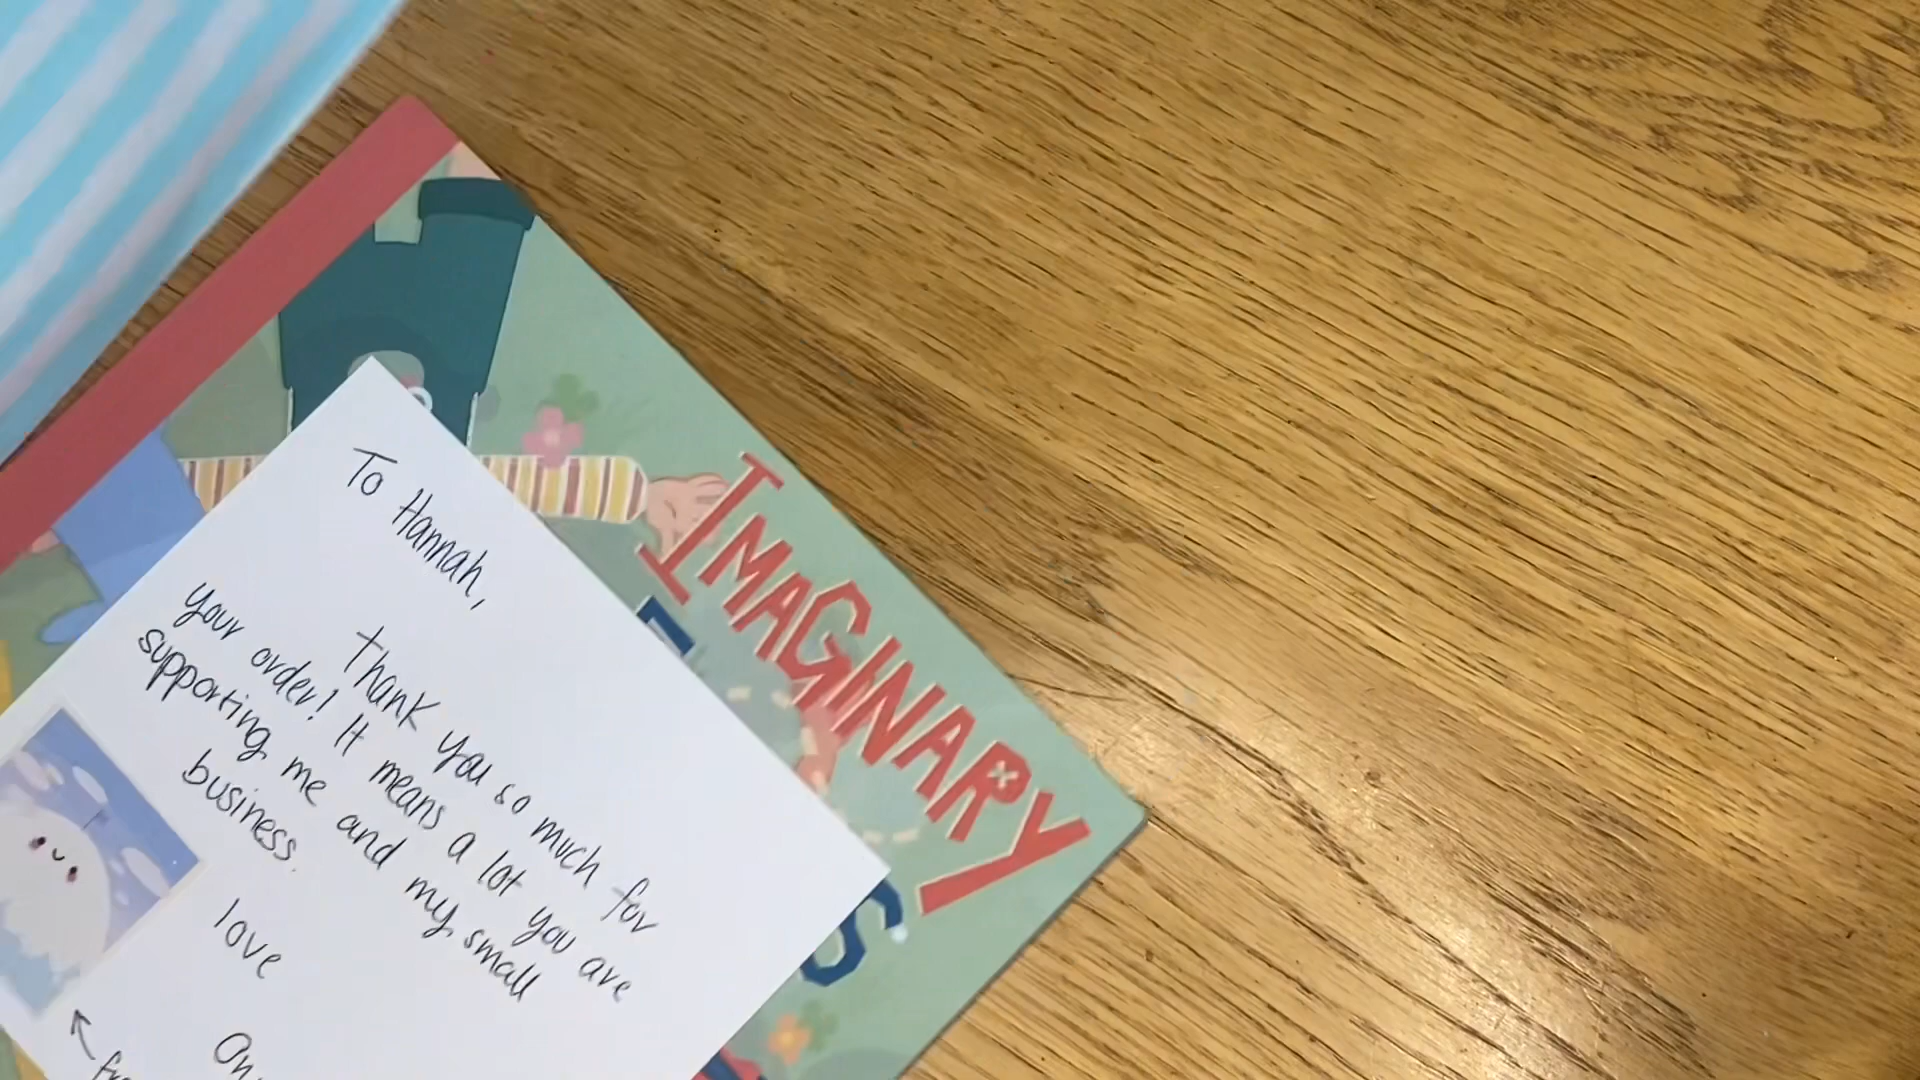 To Hannah,
Thank you so much for
your order! It means a lot you are
supporting me and my small
business.
love
IMAGINARY